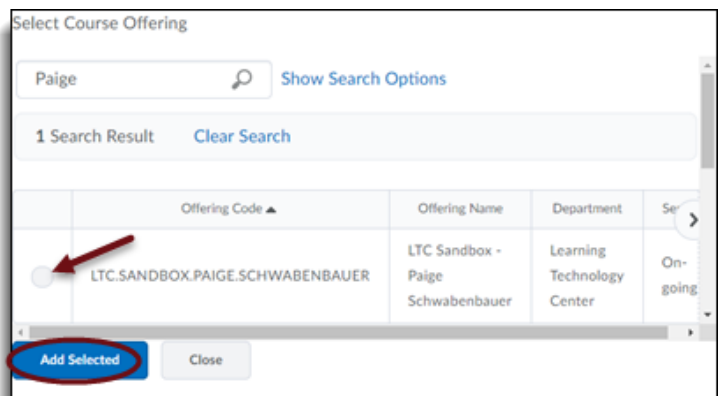 Select Course Offering
Paige
Show Search Options
1 Search Result Clear Search
Offering Code Offering Name Department
LTC.SANDBOX.PAIGE.SCHWABENBAUER
LTC Sandbox -
Paige
Schwabenbauer
Learning
Technology
Center
On-
going
Add Selected Close